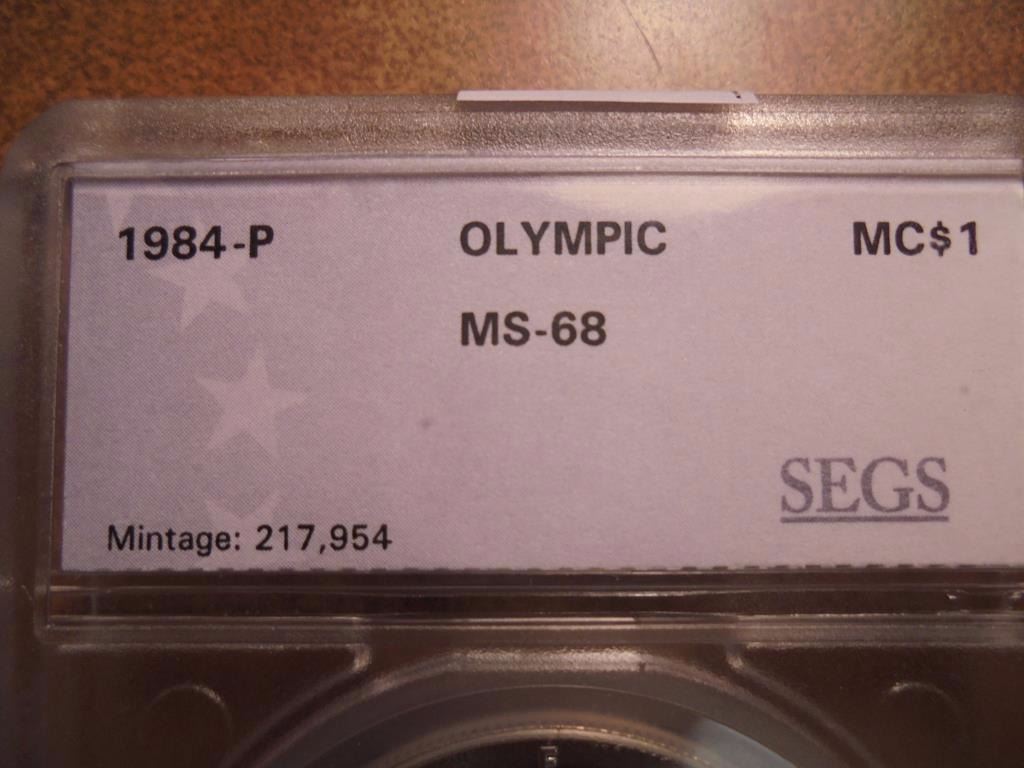 1984-P OLYMPIC MC$1
MS-68
SEGS
Mintage: 217,954